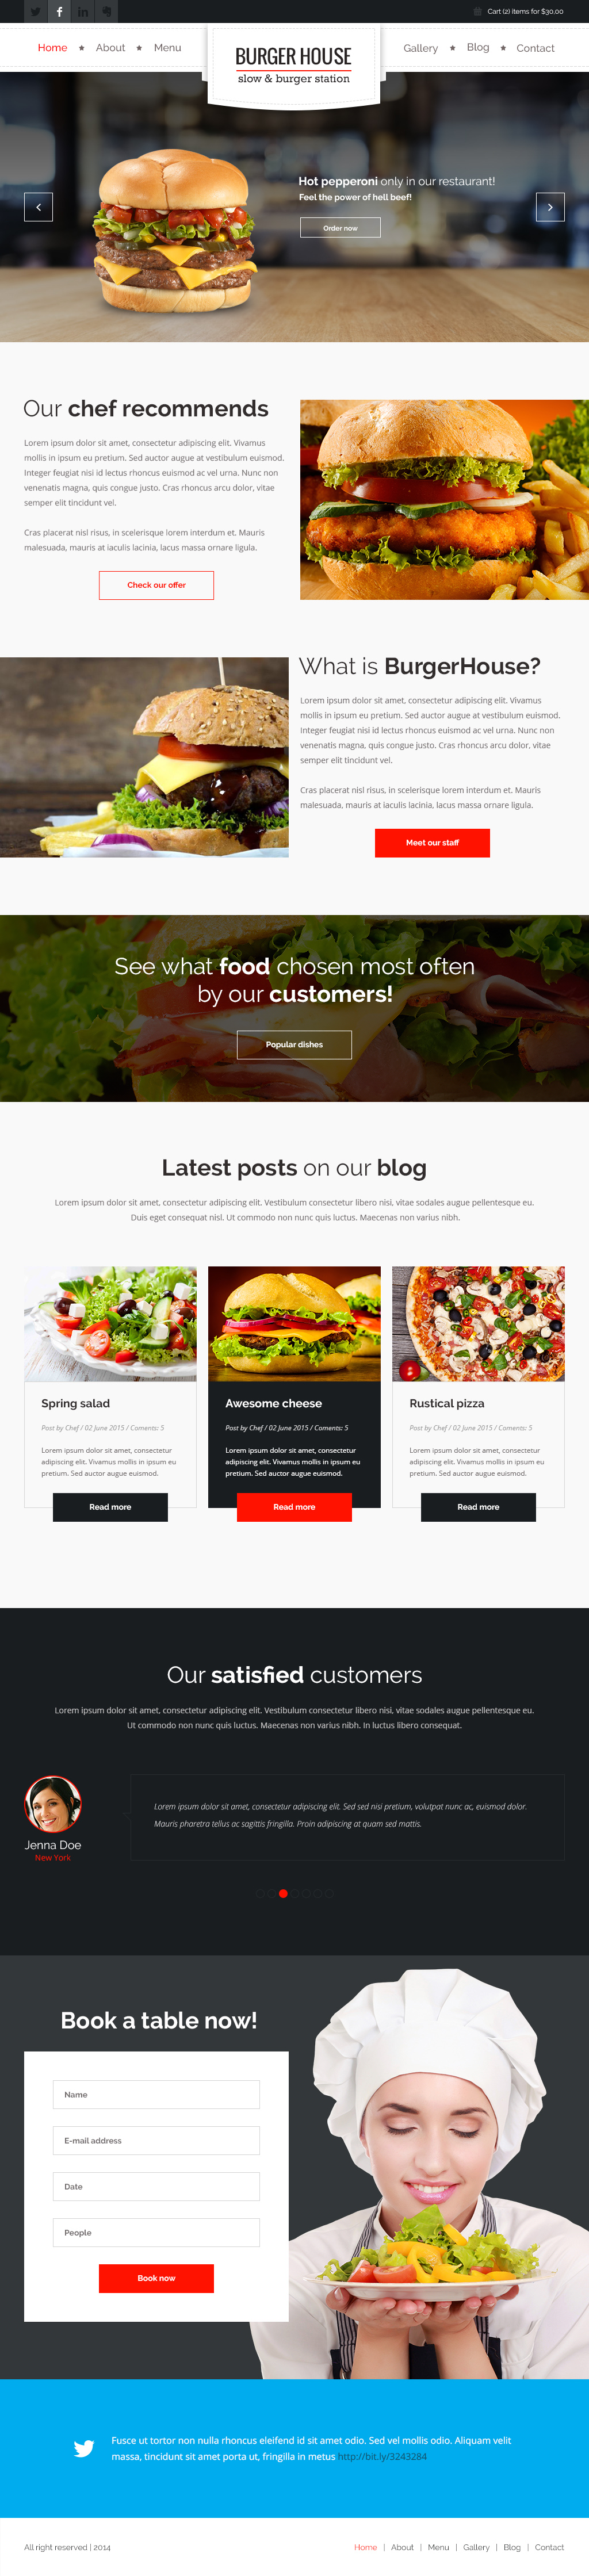 Cart (2) items for $30,00
Home
About
Menu
BURGER HOUSE
slow & burger station
Gallery
Blog
Contact
Hot pepperoni only in our restaurant!
Feel the power of hell beef!
Order now
Our chef recommends
Lorem ipsum dolor sit amet, consectetur adipiscing elit. Vivamus
mollis in ipsum eu pretium. Sed auctor augue at vestibulum euismod.
Integer feugiat nisi id lectus rhoncus euismod ac vel urna. Nunc non
venenatis magna, quis congue justo. Cras rhoncus arcu dolor, vitae
semper elit tincidunt vel.
Cras placerat nisl risus, in scelerisque lorem interdum et. Mauris
malesuada, mauris at iaculis lacinia, lacus massa ornare ligula.
Check our offer
What is BurgerHouse?
Lorem ipsum dolor sit amet, consectetur adipiscing elit. Vivamus
mollis in ipsum eu pretium. Sed auctor augue at vestibulum euismod.
Integer feugiat nisi id lectus rhoncus euismod ac vel urna. Nunc non
venenatis magna, quis congue justo. Cras rhoncus arcu dolor, vitae
semper elit tincidunt vel.
Cras placerat nisl risus, in scelerisque lorem interdum et. Mauris
malesuada, mauris at iaculis lacinia, lacus massa ornare ligula.
Meet our staff
See what food chosen most often
by our customers!
Popular dishes
Latest posts on our blog
Lorem ipsum dolor sit amet, consectetur adipiscing elit. Vestibulum consectetur libero nisi, vitae sodales augue pellentesque eu.
Duis eget consequat nisl. Ut commodo non nunc quis luctus. Maecenas non varius nibh.
Spring salad
Post by Chef / 02 June 2015 / Coments: 5
Lorem ipsum dolor sit amet, consectetur
adipiscing elit. Vivamus mollis in ipsum eu
pretium. Sed auctor augue euismod.
Read more
Awesome cheese
Post by Chef / 02 June 2015 / Coments: 5
Lorem ipsum dolor sit amet, consectetur
adipiscing elit. Vivamus mollis in ipsum eu
pretium. Sed auctor augue euismod.
Read more
Rustical pizza
Post by Chef / 02 June 2015 / Coments: 5
Lorem ipsum dolor sit amet, consectetur
adipiscing elit. Vivamus mollis in ipsum eu
pretium. Sed auctor augue euismod.
Read more
Our satisfied customers
Lorem ipsum dolor sit amet, consectetur adipiscing elit. Vestibulum consectetur libero nisi, vitae sodales augue pellentesque eu.
Ut commodo non nunc quis luctus. Maecenas non varius nibh. In luctus libero consequat.
Lorem ipsum dolor sit amet, consectetur adipiscing elit. Sed sed nisi pretium, volutpat nunc ac, euismod dolor.
Mauris pharetra tellus ac sagittis fringilla. Proin adipiscing at quam sed mattis.
Jenna Doe
New York
Book a table now!
Name
E-mail address
Date
People
Book now
Fusce ut tortor non nulla rhoncus eleifend id sit amet odio. Sed vel mollis odio. Aliquam velit
massa, tincidunt sit amet porta ut, fringilla in metus http://bit.ly/3243284
All right reserved | 2014
Home | About | Menu | Gallery | Blog | Contact